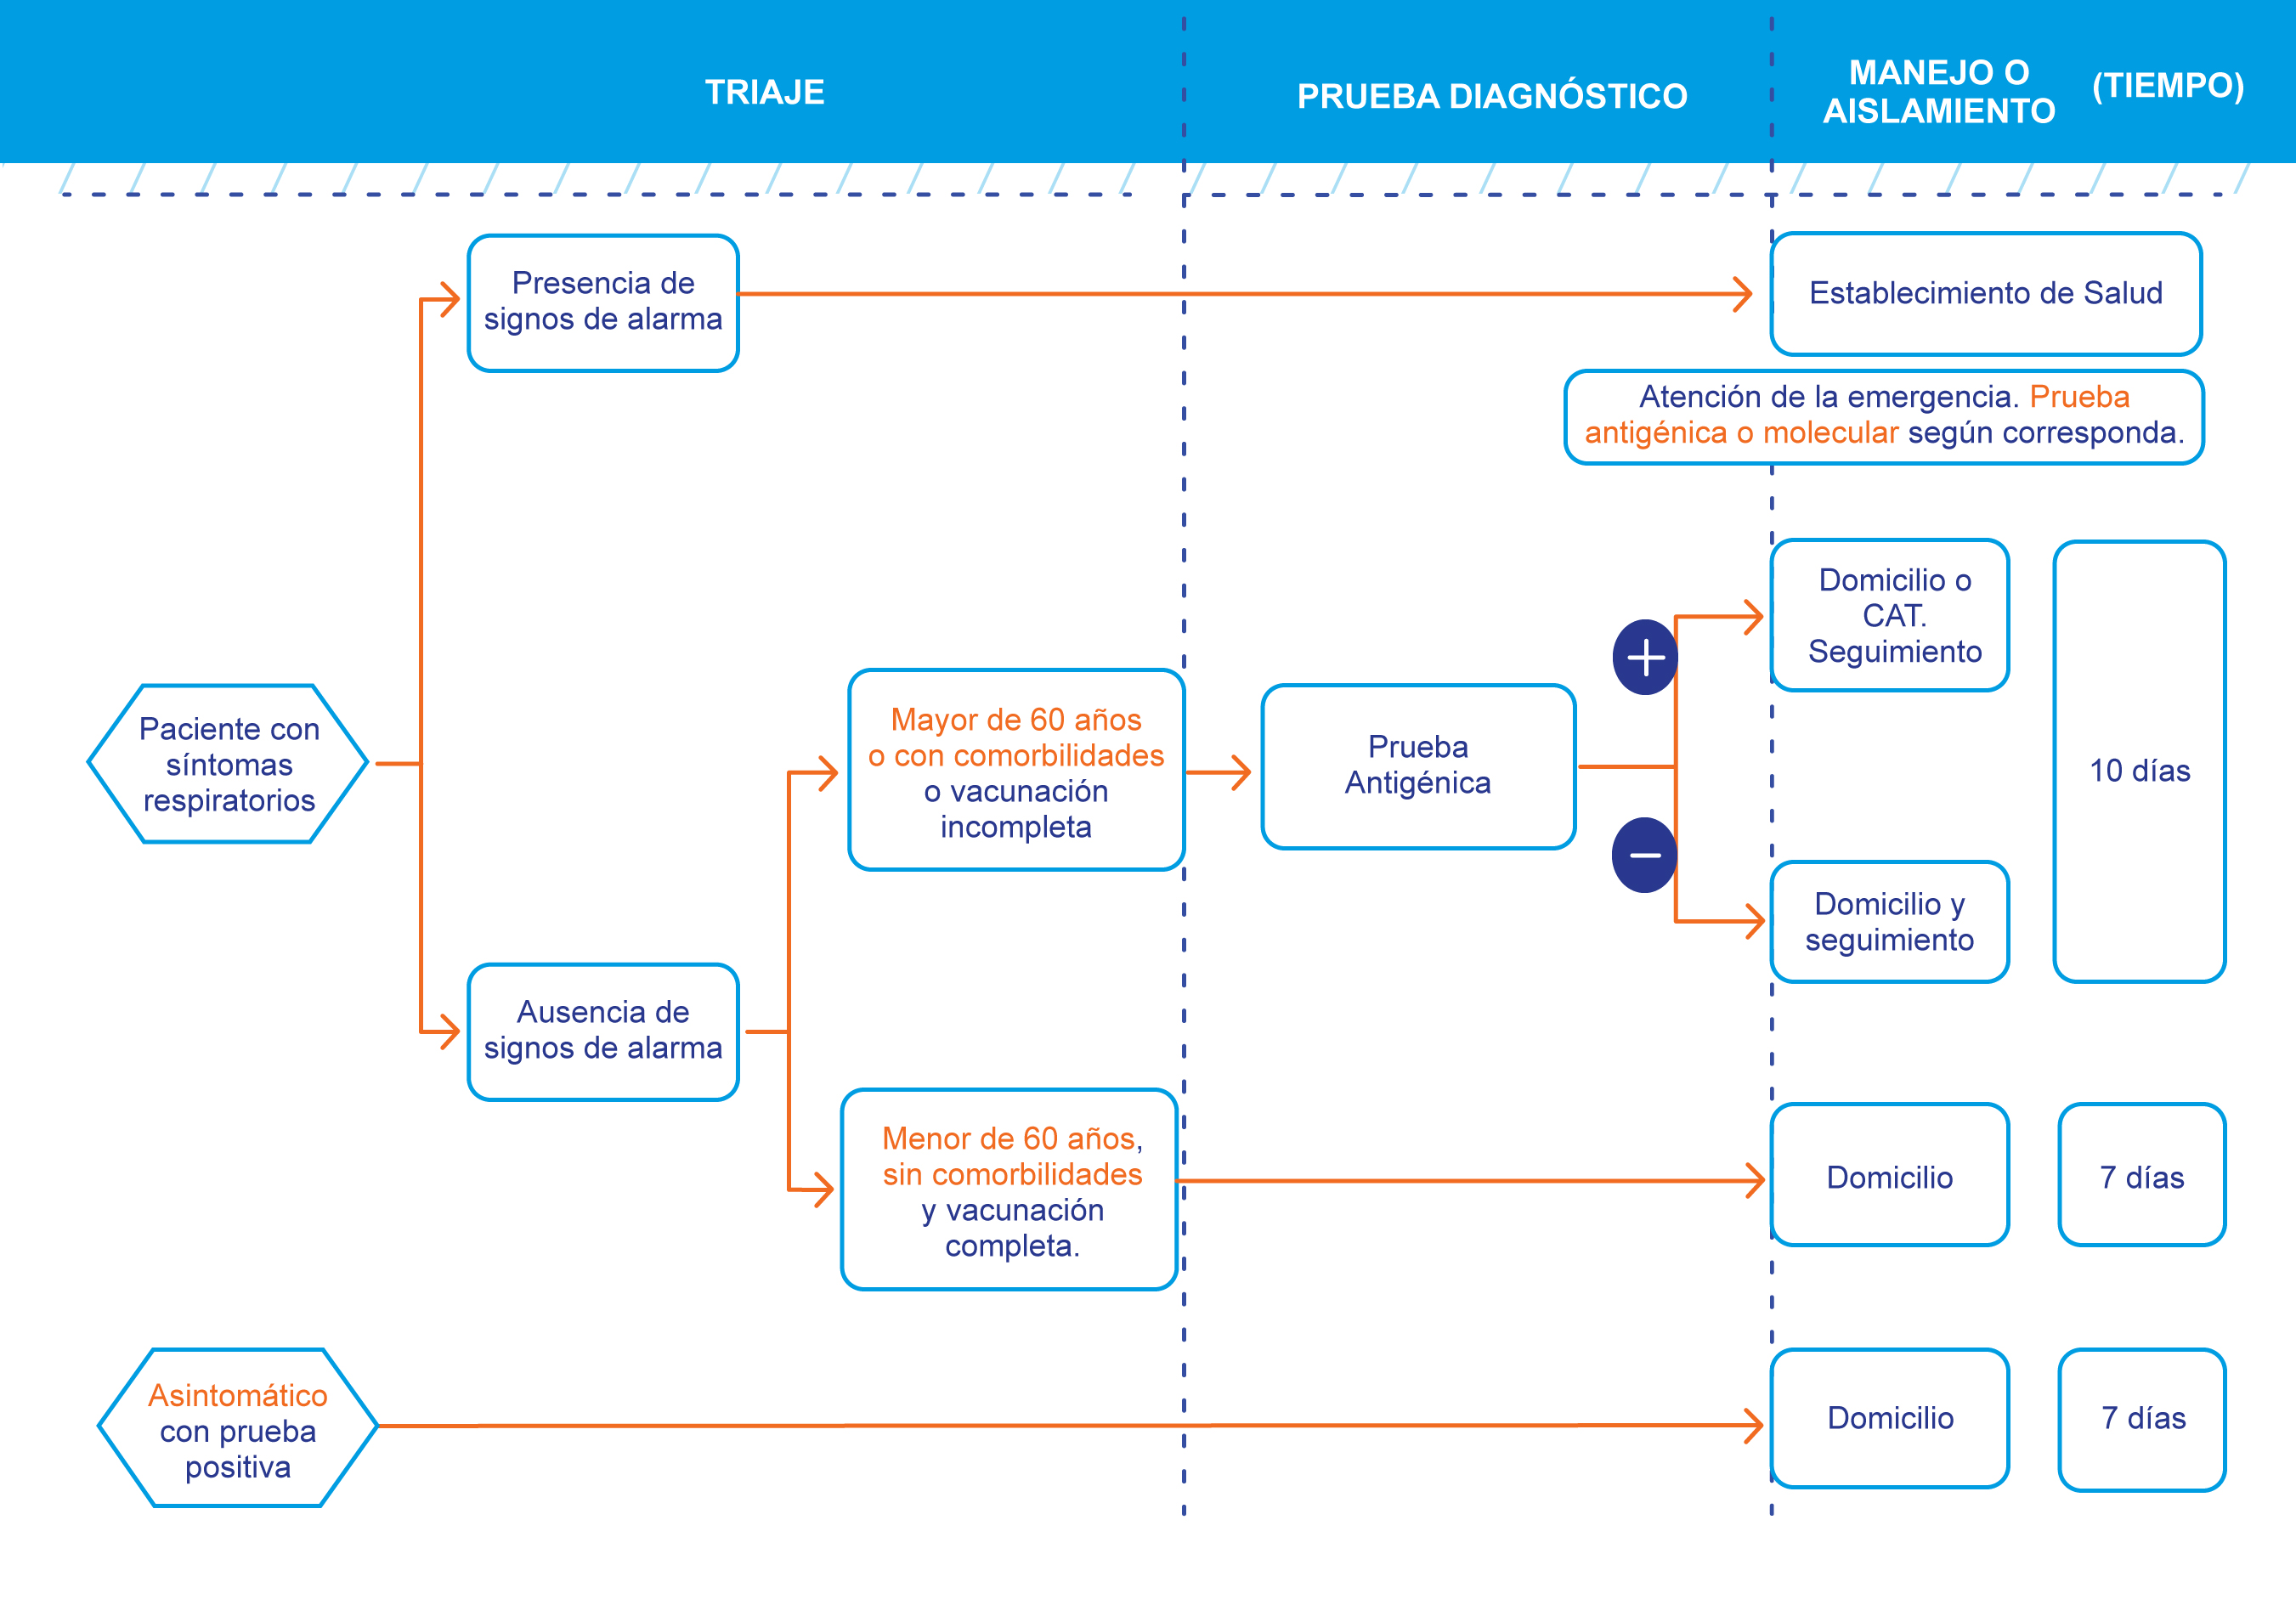 TRIAJE
PRUEBA DIAGNÓSTICO
MANEJO O
AISLAMIENTO
(TIEMPO)
Presencia de
signos de alarma
Establecimiento de Salud
Atención de la emergencia. Prueba
antigénica o molecular según corresponda.
Paciente con
síntomas
respiratorios
Mayor de 60 años
o con comorbilidades
o vacunación
incompleta
Prueba
Antigénica
+
Domicilio o
CAT.
Seguimiento
−
Domicilio y
seguimiento
10 días
Ausencia de
signos de alarma
Menor de 60 años,
sin comorbilidades
y vacunación
completa.
Domicilio
7 días
Asintomático
con prueba
positiva
Domicilio
7 días